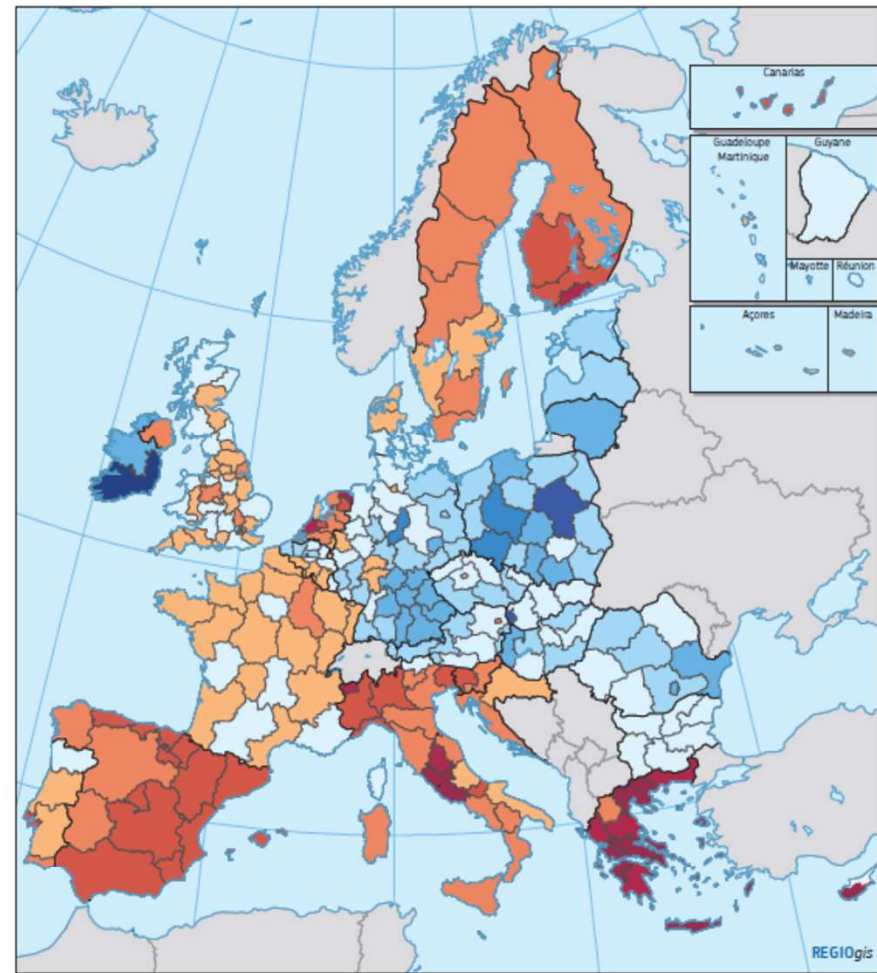 Canarias
Guadeloupe
Martinique
Guyane
Mayotte
Réunion
Açores
Madeira
REGIOgis